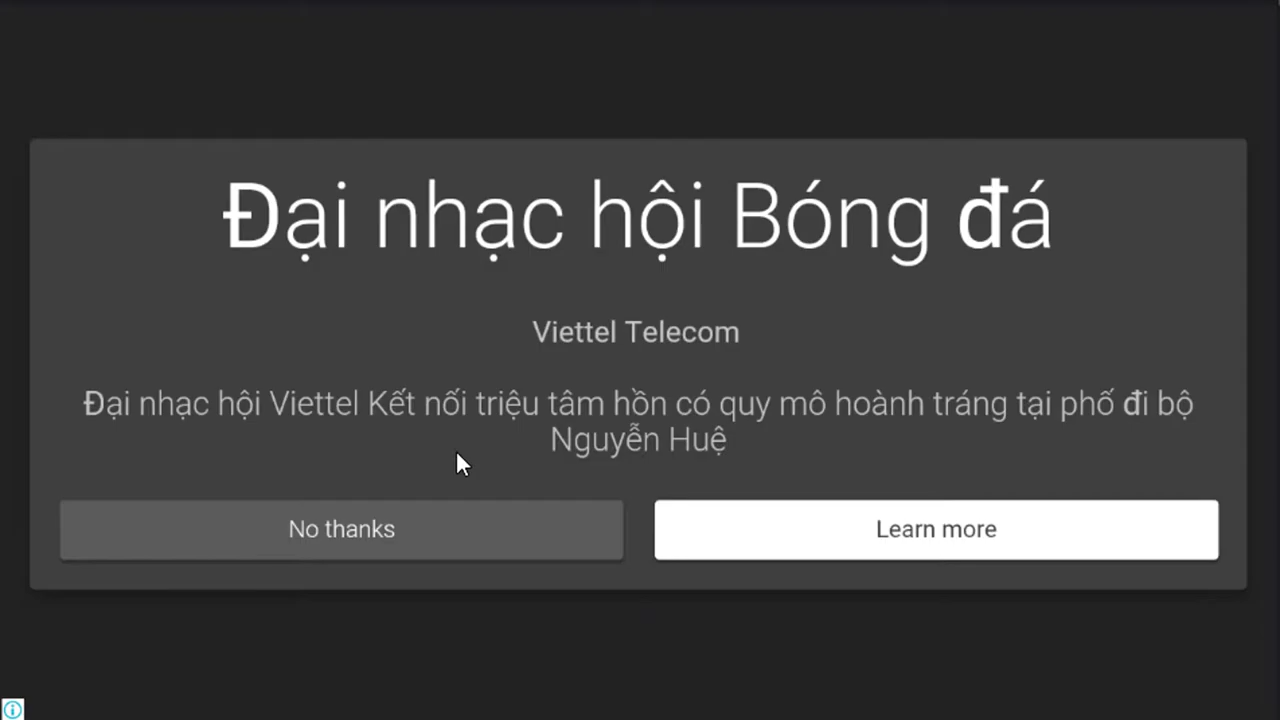 Đại nhạc hội Bóng đá
Viettel Telecom
Đại nhạc hội Viettel Kết nối triệu tâm hồn có quy mô hoành tráng tại phố đi bộ
Nguyễn Huệ
No thanks
Learn more